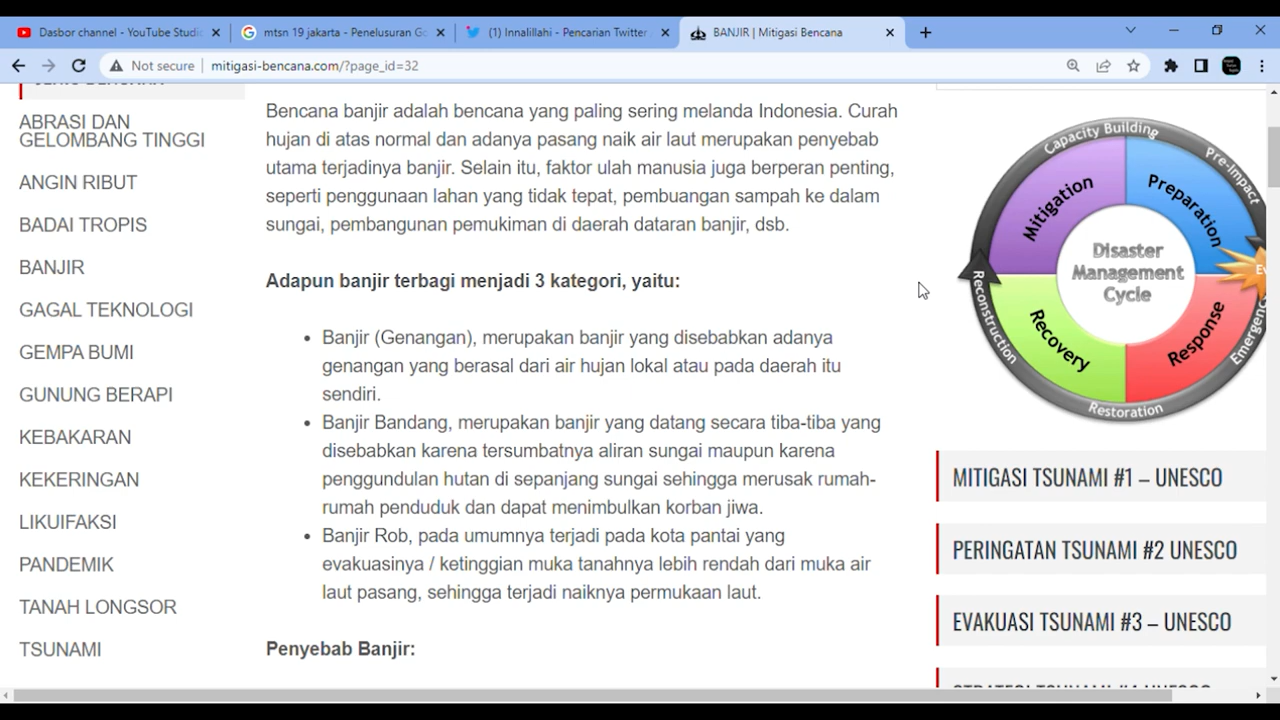 Dasbor channel - YouTube Studio
mtsn 19 jakarta - Penelusuran Go
(1) Innalillahi - Pencarian Twitter
BANJIR | Mitigasi Bencana
Not secure
mitigasi-bencana.com/?page_id=32
ABRASI DAN
GELOMBANG TINGGI
ANGIN RIBUT
BADAI TROPIS
BANJIR
GAGAL TEKNOLOGI
GEMPA BUMI
GUNUNG BERAPI
KEBAKARAN
KEKERINGAN
LIKUIFAKSI
PANDEMIK
TANAH LONGSOR
TSUNAMI
Bencana banjir adalah bencana yang paling sering melanda Indonesia. Curah
hujan di atas normal dan adanya pasang naik air laut merupakan penyebab
utama terjadinya banjir. Selain itu, faktor ulah manusia juga berperan penting,
seperti penggunaan lahan yang tidak tepat, pembuangan sampah ke dalam
sungai, pembangunan pemukiman di daerah dataran banjir, dsb.
Adapun banjir terbagi menjadi 3 kategori, yaitu:
• Banjir (Genangan), merupakan banjir yang disebabkan adanya
genangan yang berasal dari air hujan lokal atau pada daerah itu
sendiri.
• Banjir Bandang, merupakan banjir yang datang secara tiba-tiba yang
disebabkan karena tersumbatnya aliran sungai maupun karena
penggundulan hutan di sepanjang sungai sehingga merusak rumah-
rumah penduduk dan dapat menimbulkan korban jiwa.
• Banjir Rob, pada umumnya terjadi pada kota pantai yang
evakuasinya / ketinggian muka tanahnya lebih rendah dari muka air
laut pasang, sehingga terjadi naiknya permukaan laut.
Penyebab Banjir:
Capacity Building
Pre-Impact
Mitigation
Preparation
Disaster
Management
Cycle
Recovery
Response
Reconstruction
Restoration
MITIGASI TSUNAMI #1 – UNESCO
PERINGATAN TSUNAMI #2 UNESCO
EVAKUASI TSUNAMI #3 – UNESCO